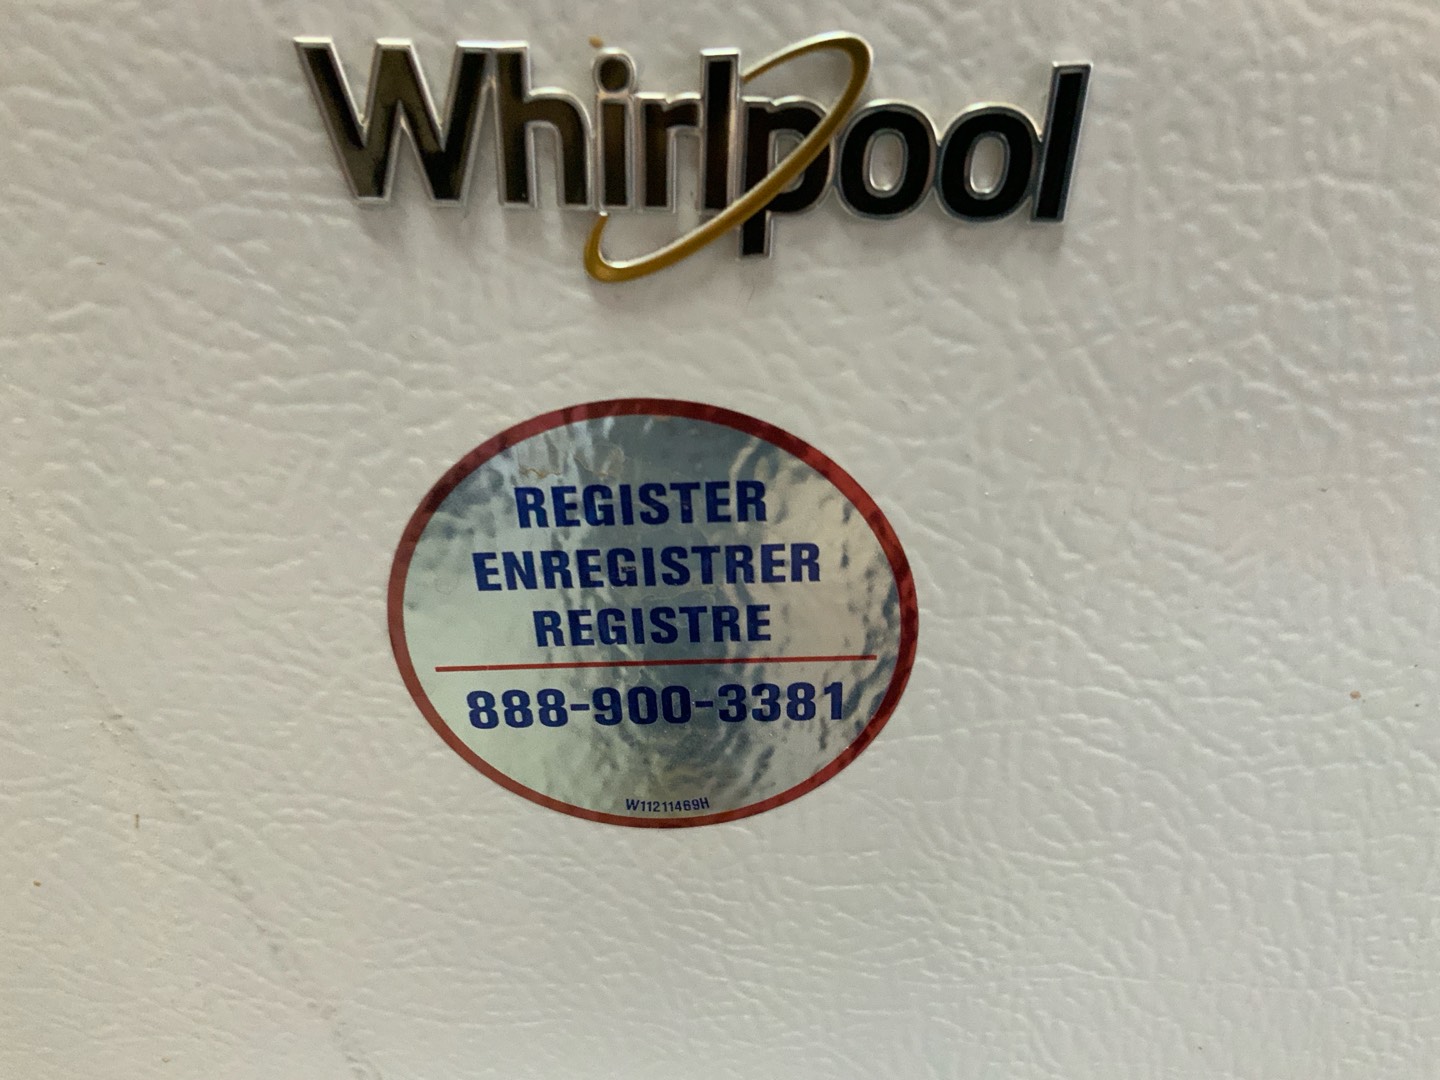 Whirlpool
REGISTER
ENREGISTRER
REGISTRE
888-900-3381
W11211469H